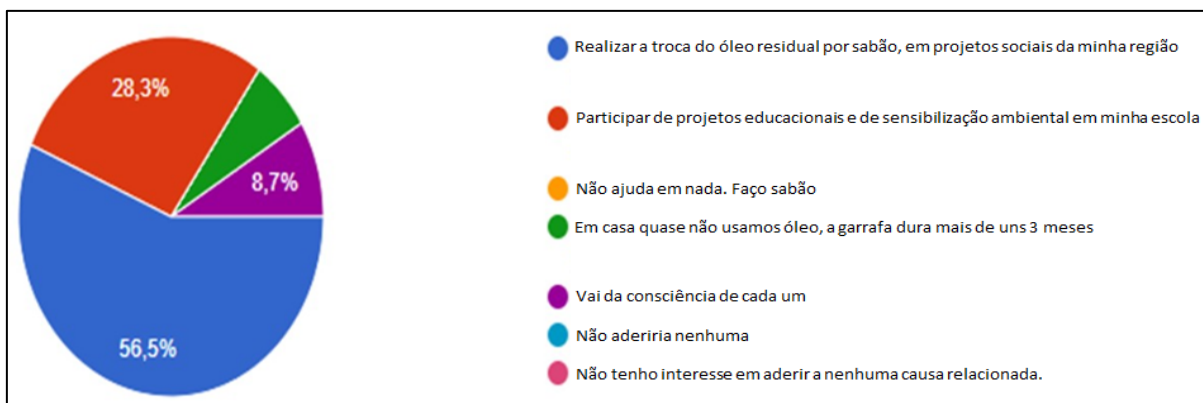 28,3%
8,7%
56,5%
Realizar a troca do óleo residual por sabão, em projetos sociais da minha região
Participar de projetos educacionais e de sensibilização ambiental em minha escola
Não ajuda em nada. Faço sabão
Em casa quase não usamos óleo, a garrafa dura mais de uns 3 meses
Vai da consciência de cada um
Não aderiria nenhuma
Não tenho interesse em aderir a nenhuma causa relacionada.